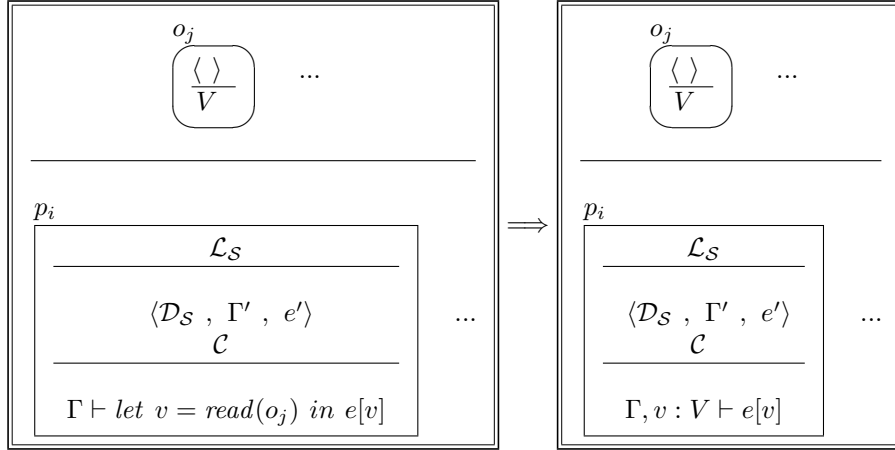 o_j o_j
⟨ ⟩ ... ⟨ ⟩ ...
V V
p_i p_i
⟹
ℒ_𝒮 ℒ_𝒮
⟨𝒟_𝒮 , Γ′ , e′⟩ ... ⟨𝒟_𝒮 , Γ′ , e′⟩ ...
𝒞 𝒞
Γ ⊢ let v = read(o_j) in e[v] Γ, v : V ⊢ e[v]